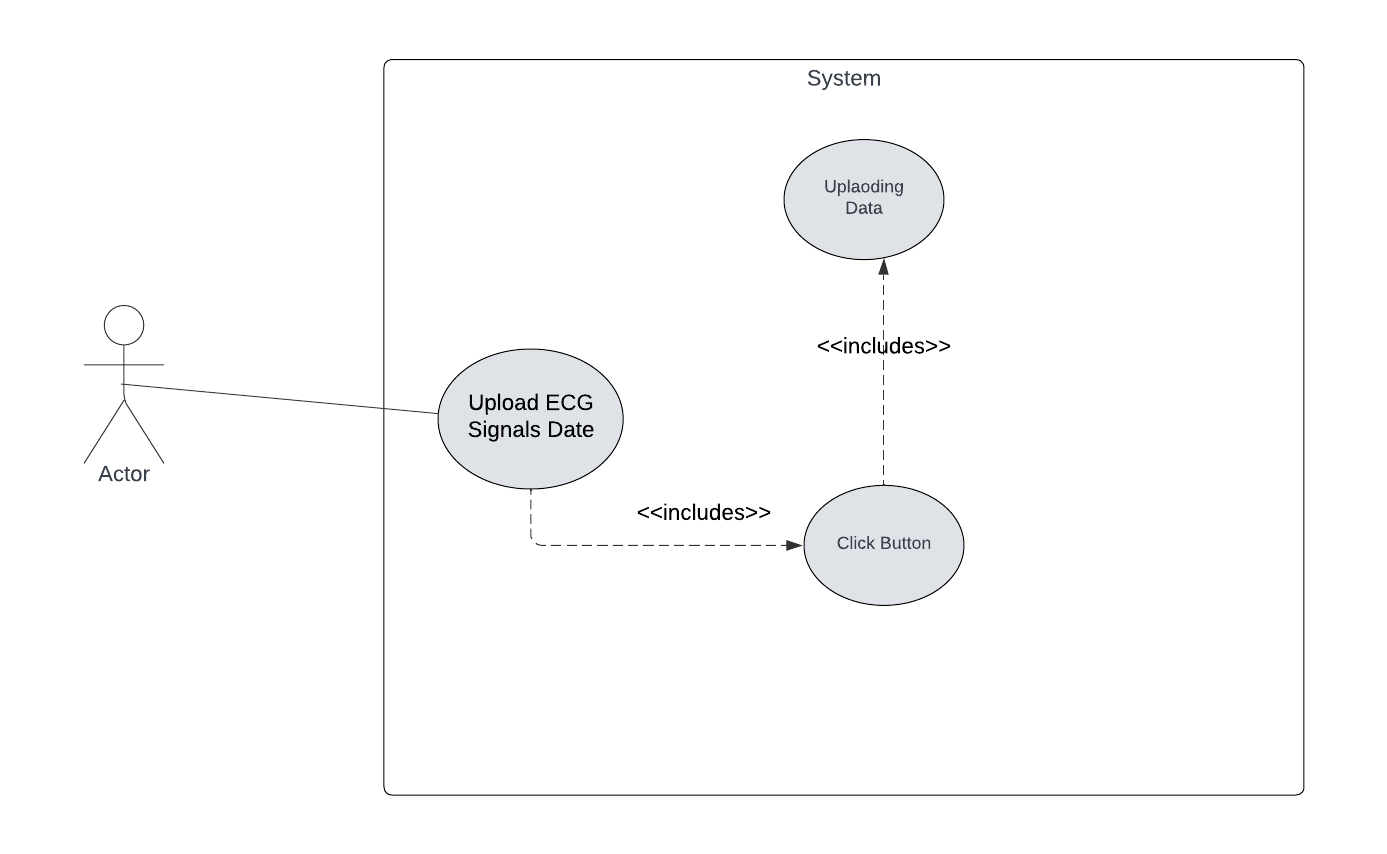 System
Uplaoding
Data
<<includes>>
Upload ECG
Signals Date
Actor
<<includes>>
Click Button